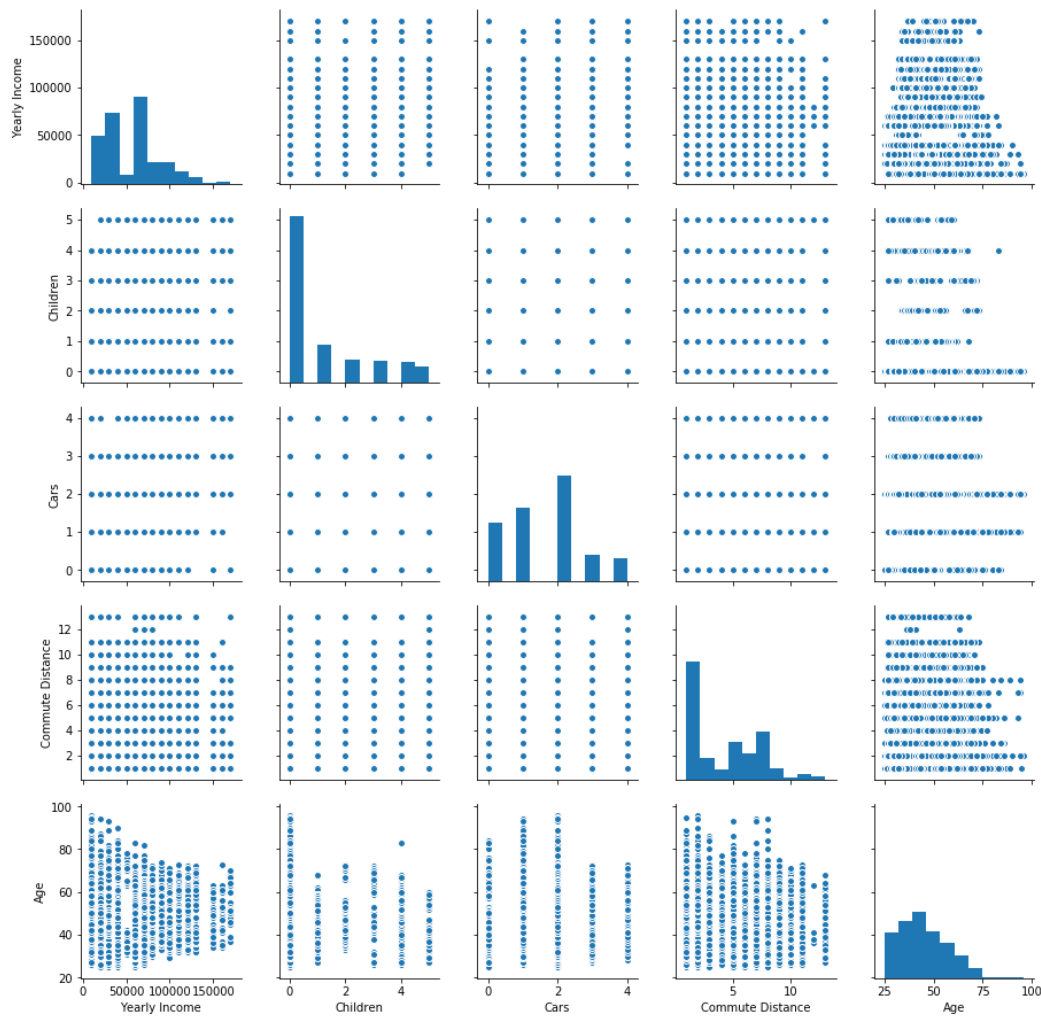 150000
100000
50000
0
Yearly Income
5
4
3
2
1
0
Children
4
3
2
1
0
Cars
12
10
8
6
4
2
Commute Distance
100
80
60
40
20
Age
0 50000 100000 150000
0 2 4
0 2 4
5 10
25 50 75 100
Yearly Income Children Cars Commute Distance Age